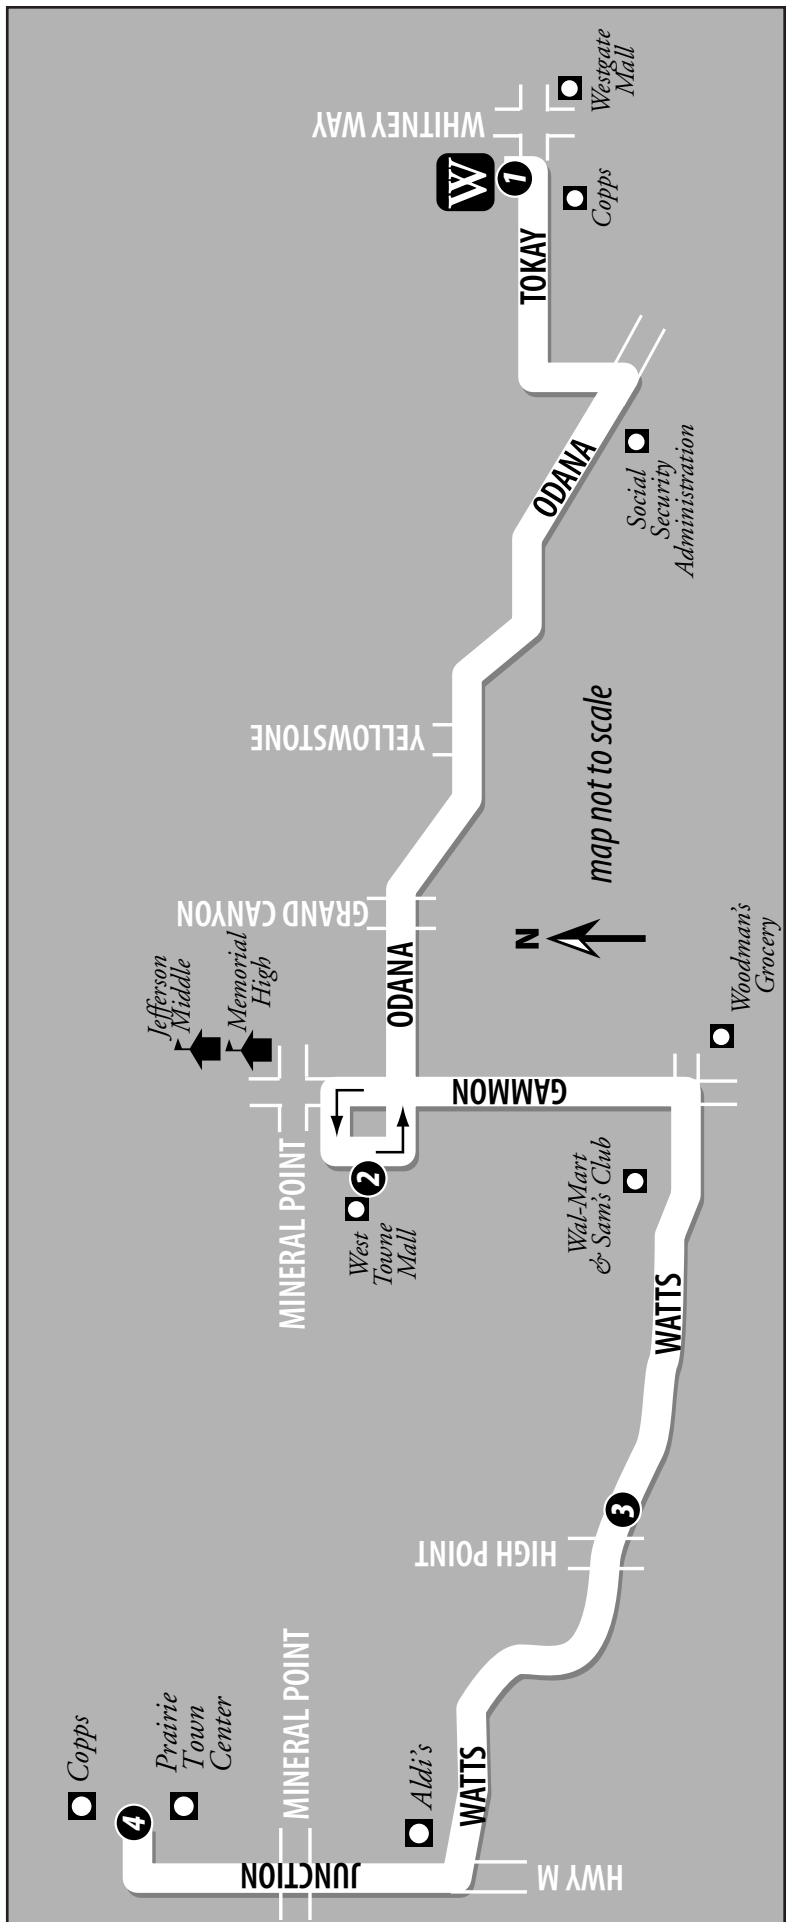 Westgate
Mall
WHITNEY WAY
W
1
Copps
TOKAY
ODANA
Social
Security
Administration
YELLOWSTONE
map not to scale
GRAND CANYON
N
Jefferson
Middle
Memorial
High
ODANA
Woodman's
Grocery
GAMMON
MINERAL POINT
2
West
Towne
Mall
Wal-Mart
& Sam's Club
WATTS
3
HIGH POINT
MINERAL POINT
Copps
Prairie
Town
Center
4
Aldi's
WATTS
JUNCTION
HWY M